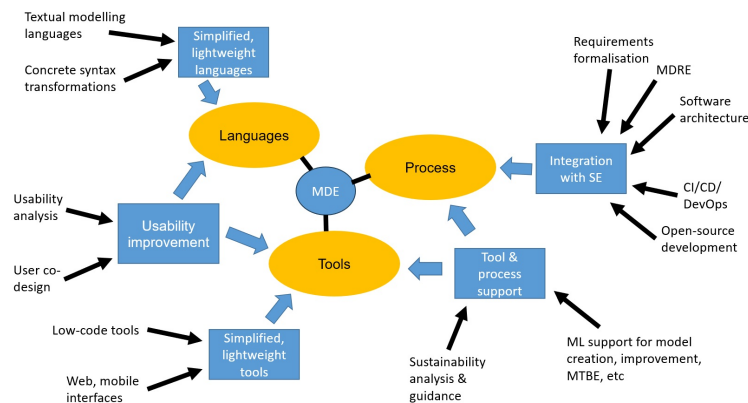 Textual modelling
languages
Concrete syntax
transformations
Simplified,
lightweight
languages
Requirements
formalisation
MDRE
Software
architecture
Languages
Process
Integration
with SE
MDE
CI/CD/
DevOps
Usability
analysis
Usability
improvement
Open-source
development
User co-
design
Tools
Tool &
process
support
Low-code tools
Simplified,
lightweight
tools
Web, mobile
interfaces
Sustainability
analysis &
guidance
ML support for model
creation, improvement,
MTBE, etc